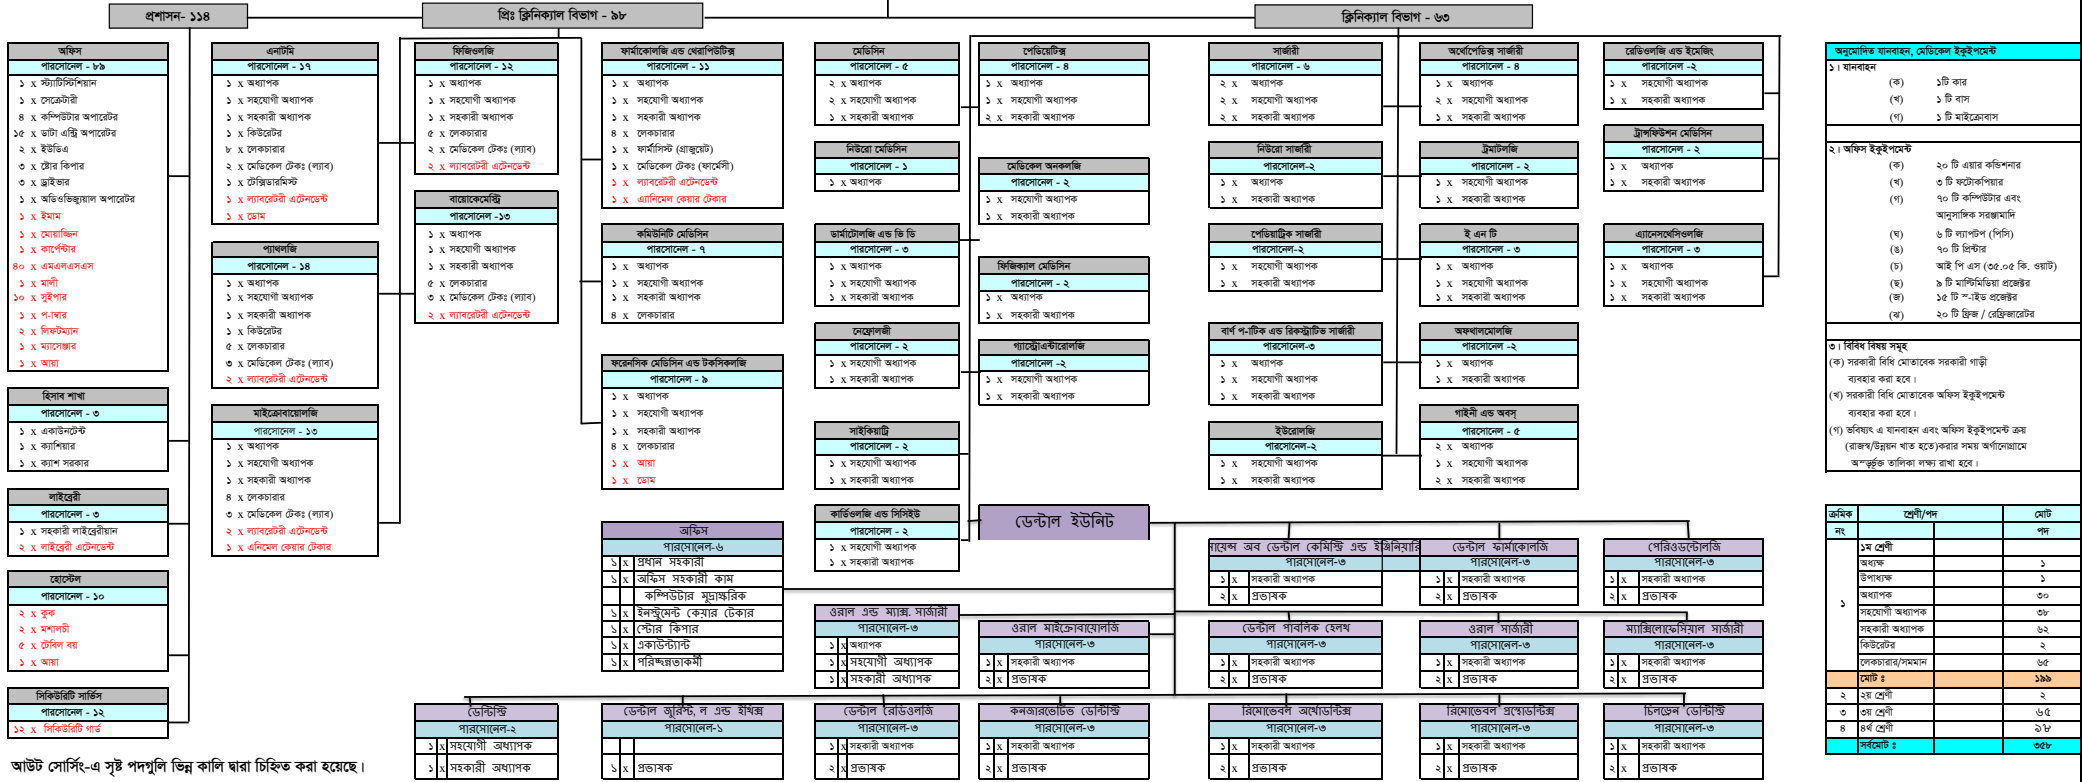 প্রশাসন- ১১৪
প্রিঃ ক্লিনিক্যাল বিভাগ - ৯৮
ক্লিনিক্যাল বিভাগ - ৬৩
অফিস
পারসোনেল - ৮৯
১ x স্ট্যাটিস্টিশিয়ান
১ x সেক্রেটারী
৪ x কম্পিউটার অপারেটর
১৫ x ডাটা এন্ট্রি অপারেটর
২ x ইউডিএ
৩ x ষ্টোর কিপার
৩ x ড্রাইভার
১ x অডিওভিজ্যুয়াল অপারেটর
১ x ইমাম
১ x মোয়াজ্জিন
১ x কার্পেন্টার
৪০ x এমএলএসএস
১ x মালী
১০ x সুইপার
১ x প-াম্বার
২ x লিফটম্যান
১ x ম্যাসেঞ্জার
১ x আয়া
হিসাব শাখা
পারসোনেল - ৩
১ x একাউনটেন্ট
১ x ক্যাশিয়ার
১ x ক্যাশ সরকার
লাইব্রেরী
পারসোনেল - ৩
১ x সহকারী লাইব্রেরীয়ান
২ x লাইব্রেরী এটেনডেন্ট
হোস্টেল
পারসোনেল - ১০
২ x কুক
২ x মশালচী
৫ x টেবিল বয়
১ x আয়া
সিকিউরিটি সার্ভিস
পারসোনেল - ১২
১২ x সিকিউরিটি গার্ড
আউট সোর্সিং-এ সৃষ্ট পদগুলি ভিন্ন কালি দ্বারা চিহ্নিত করা হয়েছে।
এনাটমি
পারসোনেল - ১৭
১ x অধ্যাপক
১ x সহযোগী অধ্যাপক
১ x সহকারী অধ্যাপক
১ x কিউরেটর
৮ x লেকচারার
২ x মেডিকেল টেকঃ (ল্যাব)
১ x টেক্সিডারমিস্ট
১ x ল্যাবরেটরী এটেনডেন্ট
১ x ডোম
প্যাথলজি
পারসোনেল - ১৪
১ x অধ্যাপক
১ x সহযোগী অধ্যাপক
১ x সহকারী অধ্যাপক
১ x কিউরেটর
৫ x লেকচারার
৩ x মেডিকেল টেকঃ (ল্যাব)
২ x ল্যাবরেটরী এটেনডেন্ট
মাইক্রোবায়োলজি
পারসোনেল - ১৩
১ x অধ্যাপক
১ x সহযোগী অধ্যাপক
১ x সহকারী অধ্যাপক
৪ x লেকচারার
৩ x মেডিকেল টেকঃ (ল্যাব)
২ x ল্যাবরেটরী এটেনডেন্ট
১ x এনিমেল কেয়ার টেকার
ফিজিওলজি
পারসোনেল - ১২
১ x অধ্যাপক
১ x সহযোগী অধ্যাপক
১ x সহকারী অধ্যাপক
৫ x লেকচারার
২ x মেডিকেল টেকঃ (ল্যাব)
২ x ল্যাবরেটরী এটেনডেন্ট
বায়োকেমেস্ট্রি
পারসোনেল -১৩
১ x অধ্যাপক
১ x সহযোগী অধ্যাপক
১ x সহকারী অধ্যাপক
৫ x লেকচারার
৩ x মেডিকেল টেকঃ (ল্যাব)
২ x ল্যাবরেটরী এটেনডেন্ট
ফার্মাকোলজি এন্ড থেরাপিউটিক্স
পারসোনেল - ১১
১ x অধ্যাপক
১ x সহযোগী অধ্যাপক
১ x সহকারী অধ্যাপক
৪ x লেকচারার
১ x ফার্মাসিস্ট (গ্রাজুয়েট)
১ x মেডিকেল টেকঃ (ফার্মেসী)
১ x ল্যাবরেটরী এটেনডেন্ট
১ x এ্যানিমেল কেয়ার টেকার
কমিউনিটি মেডিসিন
পারসোনেল - ৭
১ x অধ্যাপক
১ x সহযোগী অধ্যাপক
১ x সহকারী অধ্যাপক
৪ x লেকচারার
ফরেনসিক মেডিসিন এন্ড টকসিকলজি
পারসোনেল - ৯
১ x অধ্যাপক
১ x সহযোগী অধ্যাপক
১ x সহকারী অধ্যাপক
৪ x লেকচারার
১ x আয়া
১ x ডোম
অফিস
পারসোনেল-৬
১ x প্রধান সহকারী
১ x অফিস সহকারী কাম
কম্পিউটার মুদ্রাক্ষরিক
১ x ইনস্ট্রুমেন্ট কেয়ার টেকার
১ x স্টোর কিপার
১ x একাউন্ট্যান্ট
১ x পরিচ্ছন্নতাকর্মী
মেডিসিন
পারসোনেল - ৫
২ x অধ্যাপক
২ x সহযোগী অধ্যাপক
১ x সহকারী অধ্যাপক
নিউরো মেডিসিন
পারসোনেল - ১
১ x অধ্যাপক
ডার্মাটোলজি এন্ড ভি ডি
পারসোনেল - ৩
১ x অধ্যাপক
১ x সহযোগী অধ্যাপক
১ x সহকারী অধ্যাপক
নেফ্রোলজী
পারসোনেল - ২
১ x সহযোগী অধ্যাপক
১ x সহকারী অধ্যাপক
সাইকিয়াট্রি
পারসোনেল - ২
১ x সহযোগী অধ্যাপক
১ x সহকারী অধ্যাপক
কার্ডিওলজি এন্ড সিসিইউ
পারসোনেল - ২
১ x সহযোগী অধ্যাপক
১ x সহকারী অধ্যাপক
পেডিয়েটিক্স
পারসোনেল - ৪
১ x অধ্যাপক
১ x সহযোগী অধ্যাপক
২ x সহকারী অধ্যাপক
মেডিকেল অনকলজি
পারসোনেল - ২
১ x সহযোগী অধ্যাপক
১ x সহকারী অধ্যাপক
ফিজিক্যাল মেডিসিন
পারসোনেল - ২
১ x অধ্যাপক
১ x সহকারী অধ্যাপক
গ্যাস্ট্রোএন্টারোলজি
পারসোনেল -২
১ x সহযোগী অধ্যাপক
১ x সহকারী অধ্যাপক
সার্জারী
পারসোনেল - ৬
২ x অধ্যাপক
২ x সহযোগী অধ্যাপক
২ x সহকারী অধ্যাপক
নিউরো সার্জারী
পারসোনেল-২
১ x অধ্যাপক
১ x সহকারী অধ্যাপক
পেডিয়াট্রিক সার্জারী
পারসোনেল-২
১ x সহযোগী অধ্যাপক
১ x সহকারী অধ্যাপক
বার্ণ প-াটিক এন্ড রিকস্ট্রাটিভ সার্জারী
পারসোনেল-৩
১ x অধ্যাপক
১ x সহযোগী অধ্যাপক
১ x সহকারী অধ্যাপক
ইউরোলজি
পারসোনেল-২
১ x সহযোগী অধ্যাপক
১ x সহকারী অধ্যাপক
অর্থোপেডিক্স সার্জারী
পারসোনেল - ৪
১ x অধ্যাপক
২ x সহযোগী অধ্যাপক
১ x সহকারী অধ্যাপক
ট্রমাটলজি
পারসোনেল - ২
১ x সহযোগী অধ্যাপক
১ x সহকারী অধ্যাপক
ই এন টি
পারসোনেল - ৩
১ x অধ্যাপক
১ x সহযোগী অধ্যাপক
১ x সহকারী অধ্যাপক
অফথালমোলজি
পারসোনেল -২
১ x অধ্যাপক
১ x সহকারী অধ্যাপক
গাইনী এন্ড অবস্
পারসোনেল - ৫
২ x অধ্যাপক
১ x সহযোগী অধ্যাপক
২ x সহকারী অধ্যাপক
রেডিওলজি এন্ড ইমেজিং
পারসোনেল -২
১ x সহযোগী অধ্যাপক
১ x সহকারী অধ্যাপক
ট্রান্সফিউশন মেডিসিন
পারসোনেল - ২
১ x অধ্যাপক
১ x সহকারী অধ্যাপক
এ্যানেসথেসিওলজি
পারসোনেল - ৩
১ x অধ্যাপক
১ x সহযোগী অধ্যাপক
১ x সহকারী অধ্যাপক
ডেন্টাল ইউনিট
সায়েন্স অব ডেন্টাল কেমিস্ট্রি এন্ড ইঞ্জিনিয়ারিং
পারসোনেল-৩
১ x সহকারী অধ্যাপক
২ x প্রভাষক
ডেন্টাল ফার্মাকোলজি
পারসোনেল-৩
১ x সহকারী অধ্যাপক
২ x প্রভাষক
পেরিওডন্টোলজি
পারসোনেল-৩
১ x সহকারী অধ্যাপক
২ x প্রভাষক
ওরাল এন্ড ম্যাক্স. সার্জারী
পারসোনেল-৩
১ x অধ্যাপক
১ x সহযোগী অধ্যাপক
১ x সহকারী অধ্যাপক
ওরাল মাইক্রোবায়োলজি
পারসোনেল-৩
১ x সহকারী অধ্যাপক
২ x প্রভাষক
ডেন্টাল পাবলিক হেলথ
পারসোনেল-৩
১ x সহকারী অধ্যাপক
২ x প্রভাষক
ওরাল সার্জারী
পারসোনেল-৩
১ x সহকারী অধ্যাপক
২ x প্রভাষক
ম্যাক্সিলোফেসিয়াল সার্জারী
পারসোনেল-৩
১ x সহকারী অধ্যাপক
২ x প্রভাষক
ডেন্টিস্ট্রি
পারসোনেল-২
১ x সহযোগী অধ্যাপক
১ x সহকারী অধ্যাপক
ডেন্টাল জুরিস্ট, ল এন্ড ইথিক্স
পারসোনেল-১
১ x প্রভাষক
ডেন্টাল রেডিওলজি
পারসোনেল-৩
১ x সহকারী অধ্যাপক
২ x প্রভাষক
কনজারভেটিভ ডেন্টিস্ট্রি
পারসোনেল-৩
১ x সহকারী অধ্যাপক
২ x প্রভাষক
রিমোভেবল অর্থোডন্টিক্স
পারসোনেল-৩
১ x সহকারী অধ্যাপক
২ x প্রভাষক
রিমোভেবল প্রস্থোডন্টিক্স
পারসোনেল-৩
১ x সহকারী অধ্যাপক
২ x প্রভাষক
চিলড্রেন ডেন্টিস্ট্রি
পারসোনেল-৩
১ x সহকারী অধ্যাপক
২ x প্রভাষক
অনুমোদিত যানবাহন, মেডিকেল ইকুইপমেন্ট
১। যানবাহন
(ক) ১টি কার
(খ) ১ টি বাস
(গ) ১ টি মাইক্রোবাস
২। অফিস ইকুইপমেন্ট
(ক) ২০ টি এয়ার কন্ডিশনার
(খ) ৩ টি ফটোকপিয়ার
(গ) ৭০ টি কম্পিউটার এবং
আনুসাঙ্গিক সরঞ্জামাদি
(ঘ) ৬ টি ল্যাপটপ (পিসি)
(ঙ) ৭০ টি প্রিন্টার
(চ) আই পি এস (৩৫.০৫ কি. ওয়াট)
(ছ) ৯ টি মাল্টিমিডিয়া প্রজেক্টর
(জ) ১৫ টি স্-াইড প্রজেক্টর
(ঝ) ২০ টি ফ্রিজ / রেফ্রিজারেটর
৩। বিবিধ বিষয় সমূহ
(ক) সরকারী বিধি মোতাবেক সরকারী গাড়ী
ব্যবহার করা হবে।
(খ) সরকারী বিধি মোতাবেক অফিস ইকুইপমেন্ট
ব্যবহার করা হবে।
(গ) ভবিষ্যৎ এ যানবাহন এবং অফিস ইকুইপমেন্ট ক্রয়
(রাজস্ব/উন্নয়ন খাত হতে)করার সময় অর্গানোগ্রামে
তালিকা লক্ষ্য রাখা হবে।
ক্রমিক শ্রেণী/পদ মোট
নং পদ
১ম শ্রেণী
অধ্যক্ষ ১
উপাধ্যক্ষ ১
১ অধ্যাপক ৩০
সহযোগী অধ্যাপক ৩৮
সহকারী অধ্যাপক ৬২
কিউরেটর ২
লেকচারার/সমমান ৬৫
মোট ঃ ১৯৯
২ ২য় শ্রেণী ২
৩ ৩য় শ্রেণী ৬৫
৪ ৪র্থ শ্রেণী ৯৮
সর্বমোট ঃ ৩৫৮